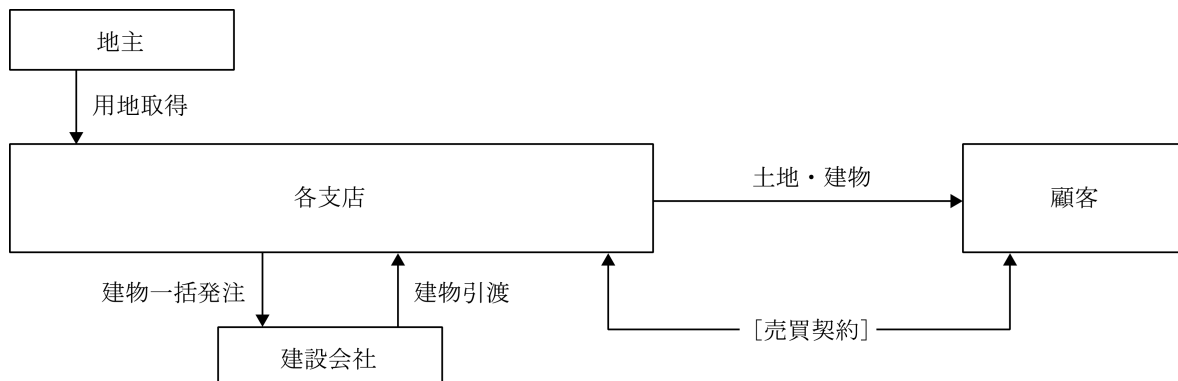 地主
用地取得
各支店
土地・建物
顧客
建物一括発注
建物引渡
[売買契約]
建設会社